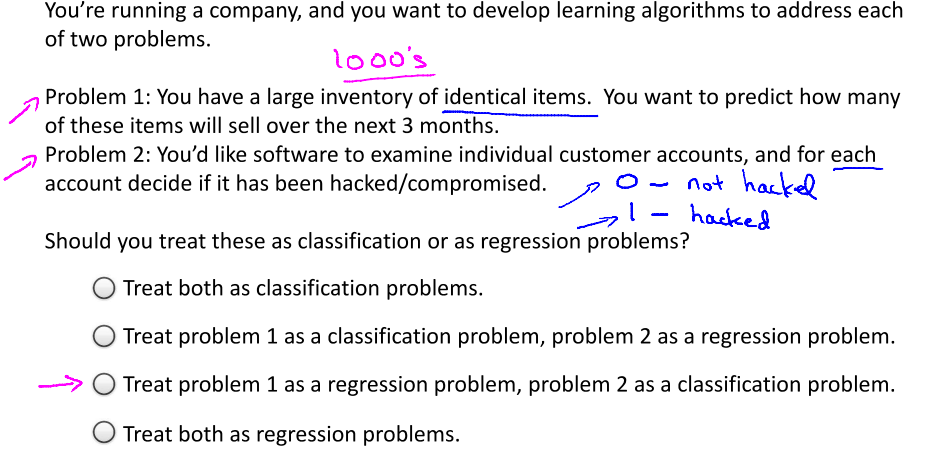 You're running a company, and you want to develop learning algorithms to address each
of two problems.
1000's
Problem 1: You have a large inventory of identical items. You want to predict how many
of these items will sell over the next 3 months.
Problem 2: You'd like software to examine individual customer accounts, and for each
account decide if it has been hacked/compromised.
0 – not hacked
1 – hacked
Should you treat these as classification or as regression problems?
Treat both as classification problems.
Treat problem 1 as a classification problem, problem 2 as a regression problem.
Treat problem 1 as a regression problem, problem 2 as a classification problem.
Treat both as regression problems.